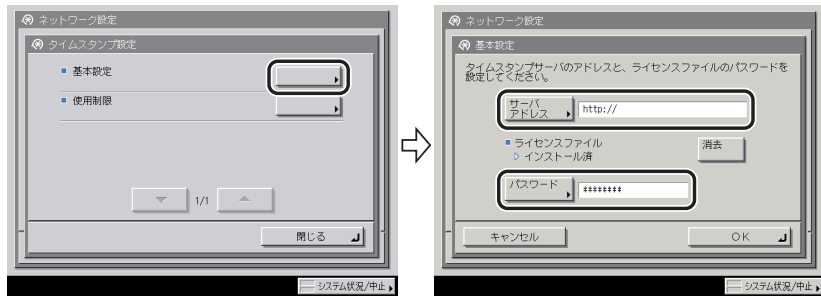 ネットワーク設定
タイムスタンプ設定
基本設定
使用制限
1/1
閉じる
システム状況/中止
ネットワーク設定
基本設定
タイムスタンプサーバのアドレスと、ライセンスファイルのパスワードを
設定してください。
サーバ
アドレス
http://
ライセンスファイル
インストール済
消去
パスワード
********
キャンセル
OK
システム状況/中止